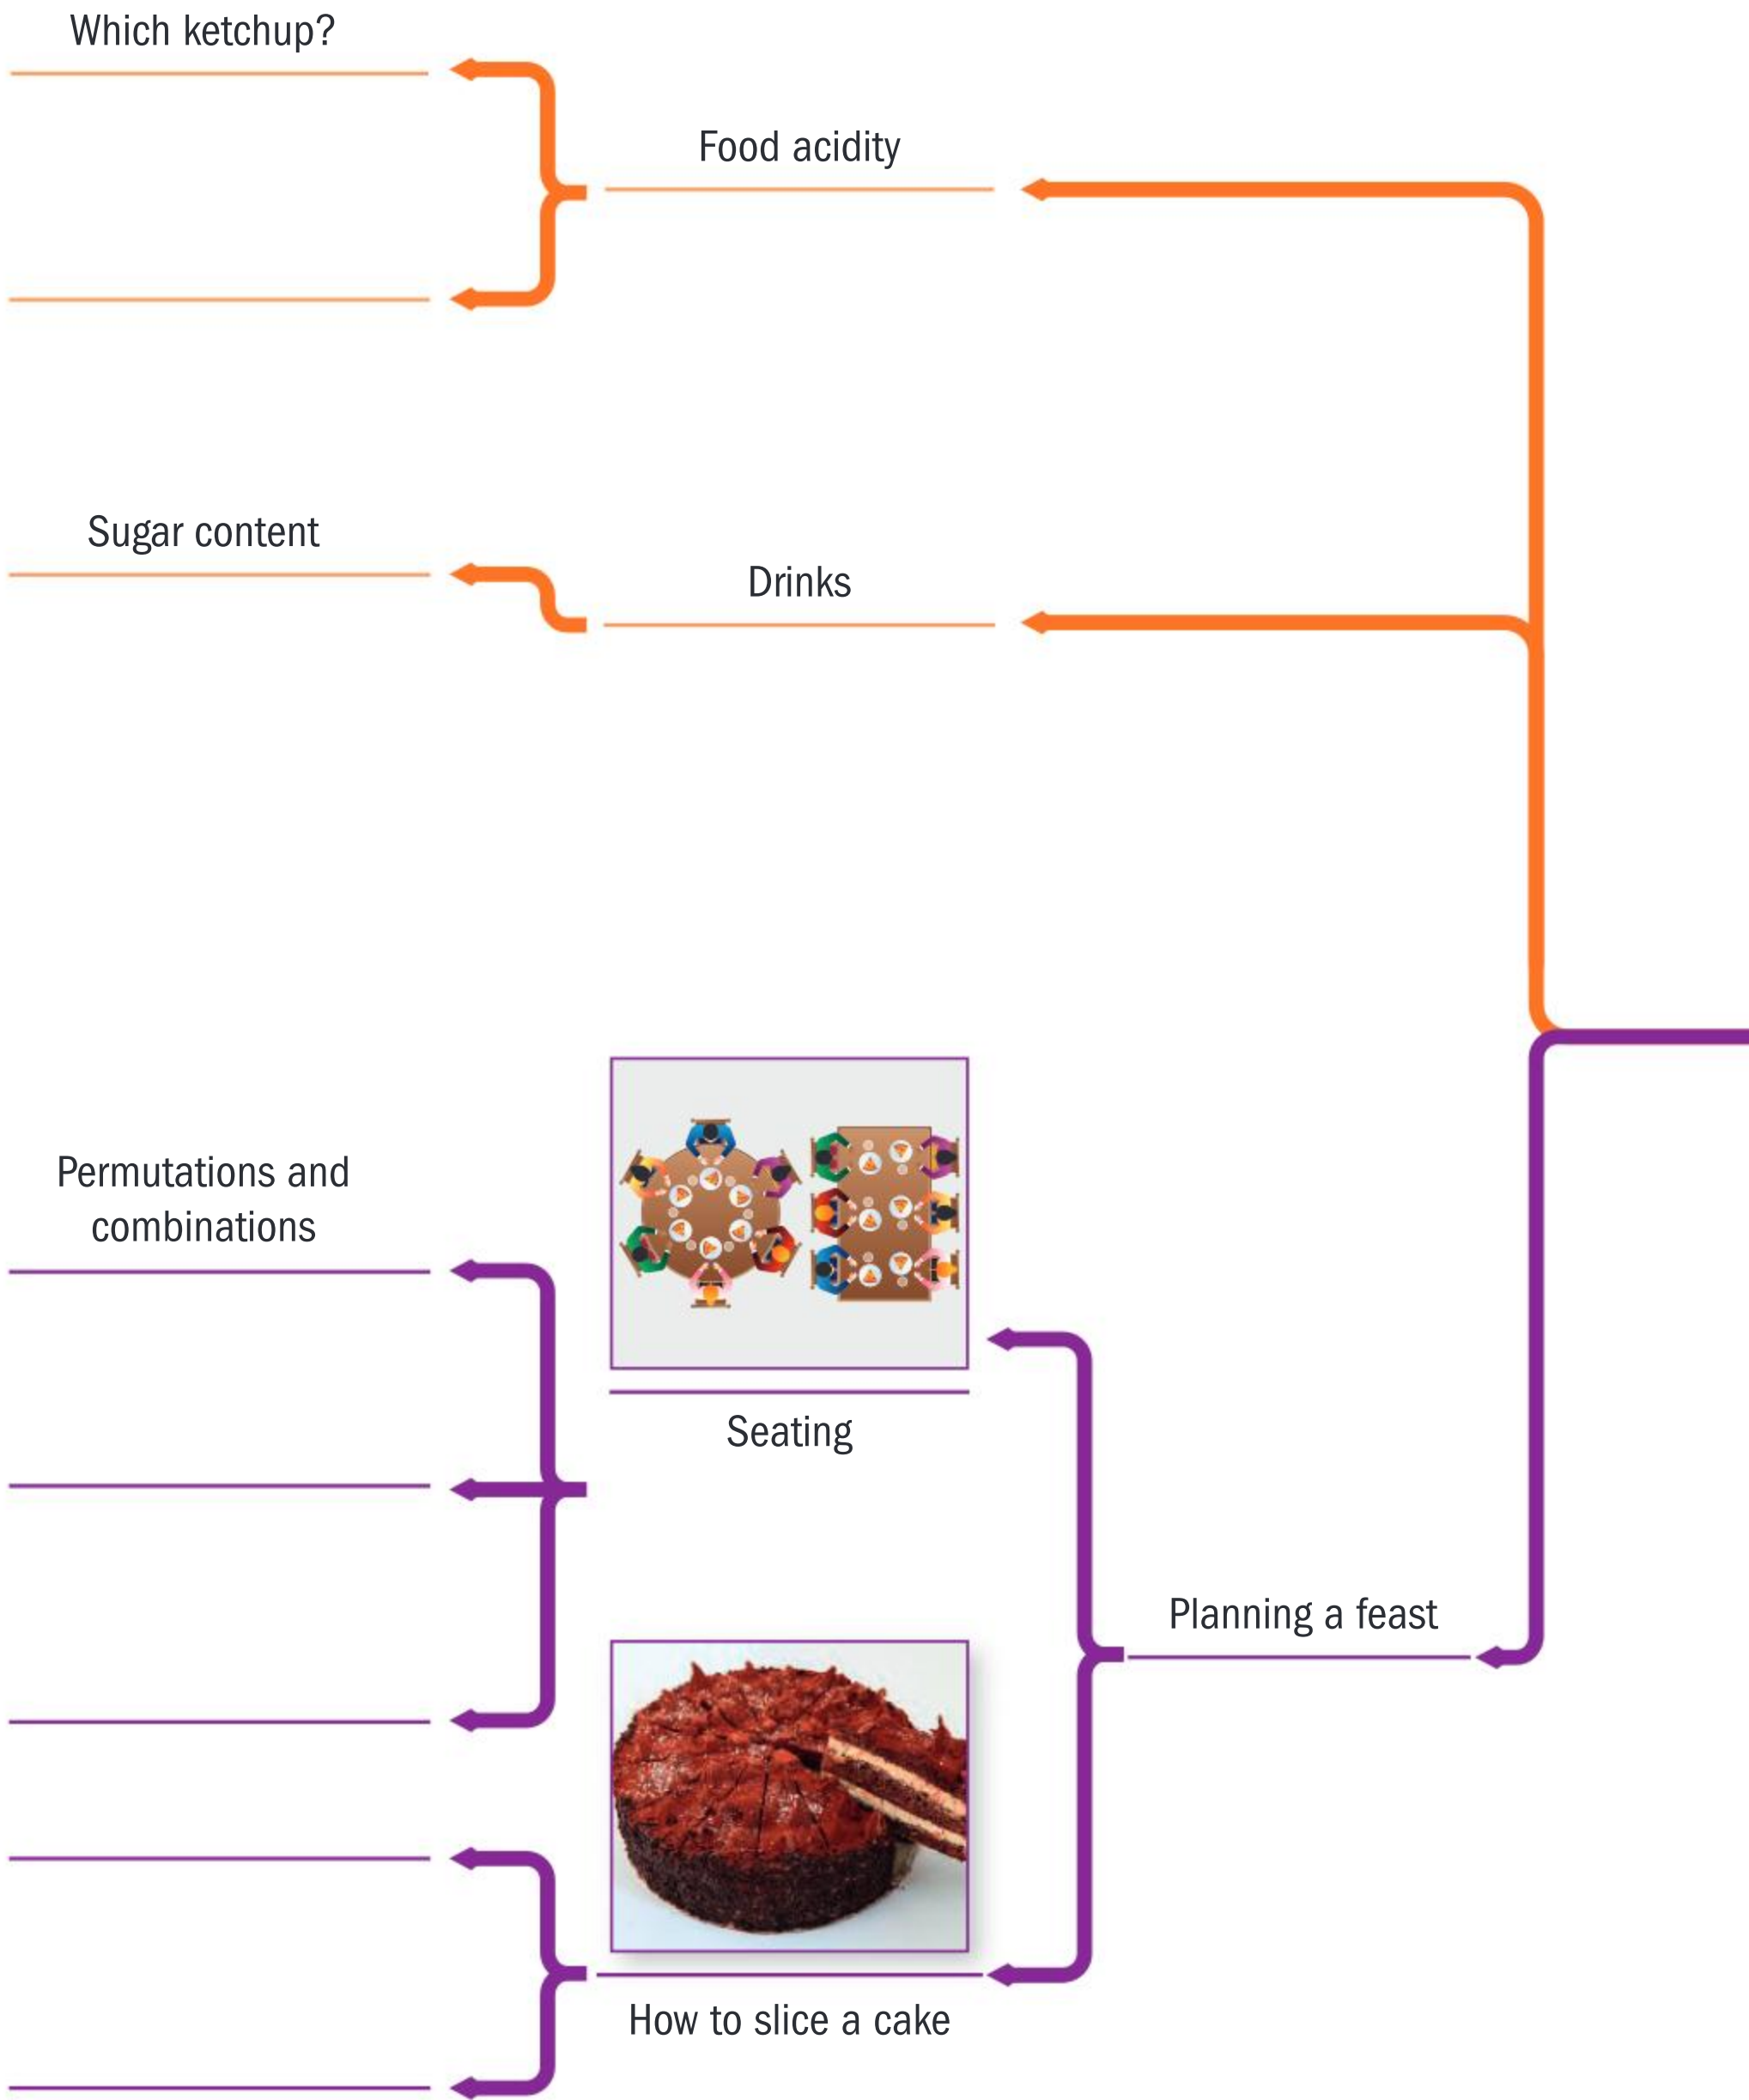 Which ketchup?
Food acidity
Sugar content
Drinks
Permutations and
combinations
Seating
Planning a feast
How to slice a cake